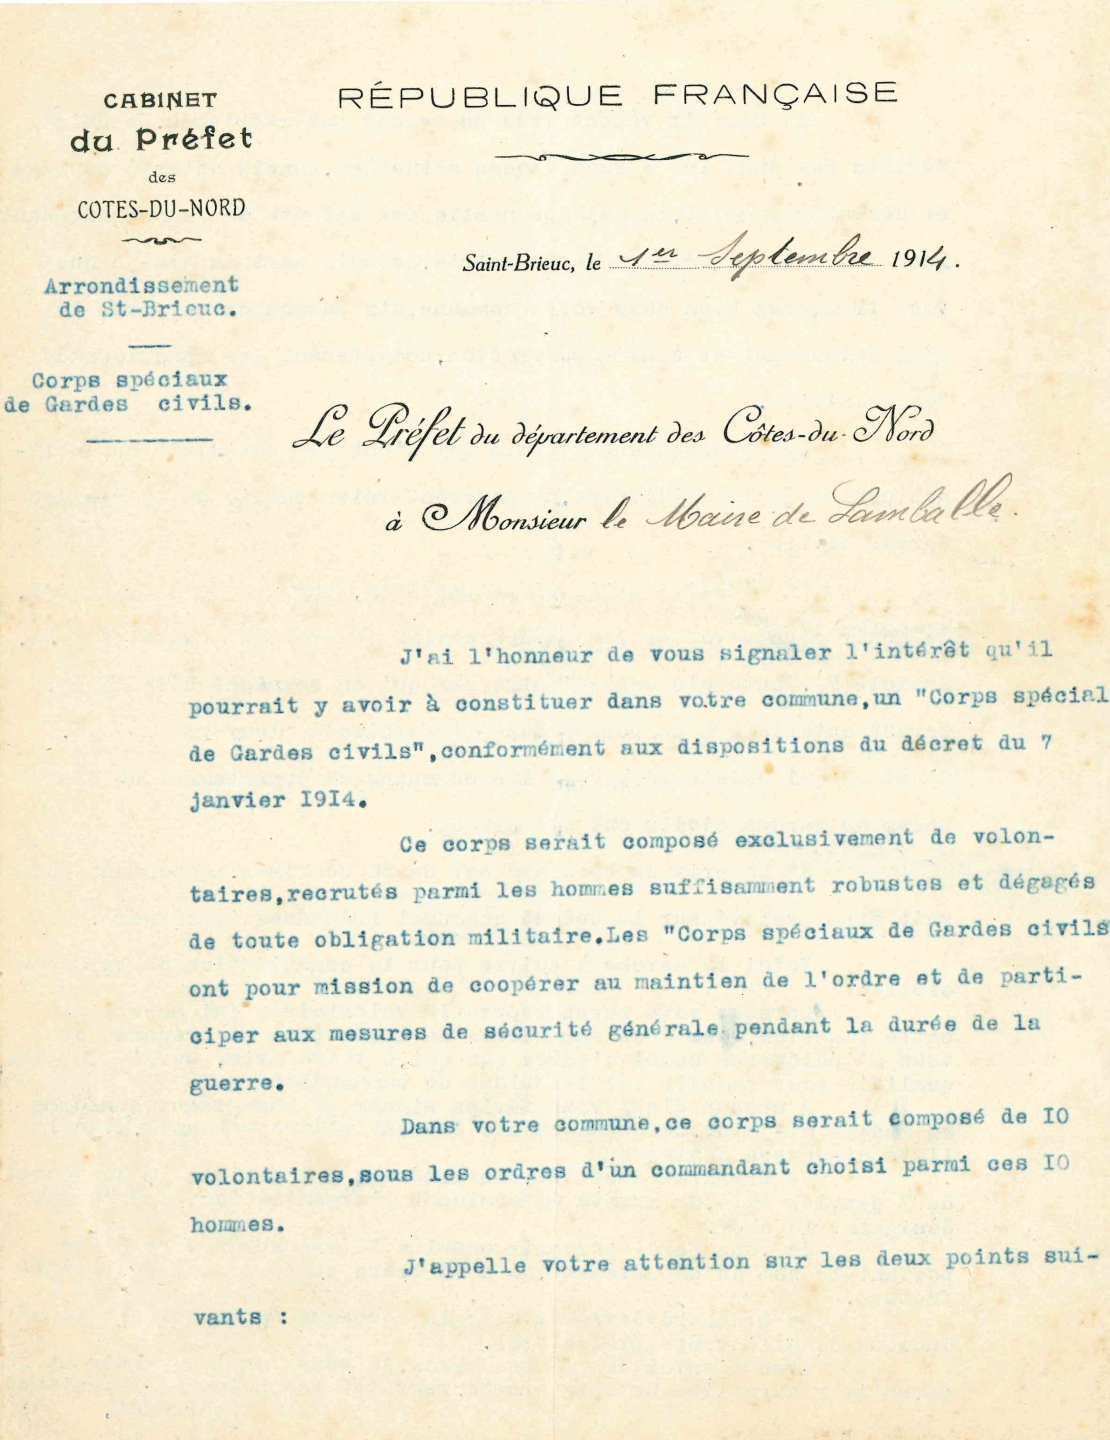 CABINET
du Préfet
des
COTES-DU-NORD
Arrondissement
de St-Brieuc.
Corps spéciaux
de Gardes civils.
RÉPUBLIQUE FRANÇAISE
Saint-Brieuc, le 1er Septembre 1914.
Le Préfet du département des Côtes-du-Nord
à Monsieur le Maire de Lamballe.
J'ai l'honneur de vous signaler l'intérêt qu'il
pourrait y avoir à constituer dans votre commune,un "Corps spécial
de Gardes civils",conformément aux dispositions du décret du 7
janvier I9I4.
Ce corps serait composé exclusivement de volon-
taires,recrutés parmi les hommes suffisamment robustes et dégagés
de toute obligation militaire.Les "Corps spéciaux de Gardes civils
ont pour mission de coopérer au maintien de l'ordre et de parti-
ciper aux mesures de sécurité générale pendant la durée de la
guerre.
Dans votre commune,ce corps serait composé de IO
volontaires,sous les ordres d'un commandant choisi parmi ces IO
hommes.
J'appelle votre attention sur les deux points sui-
vants :